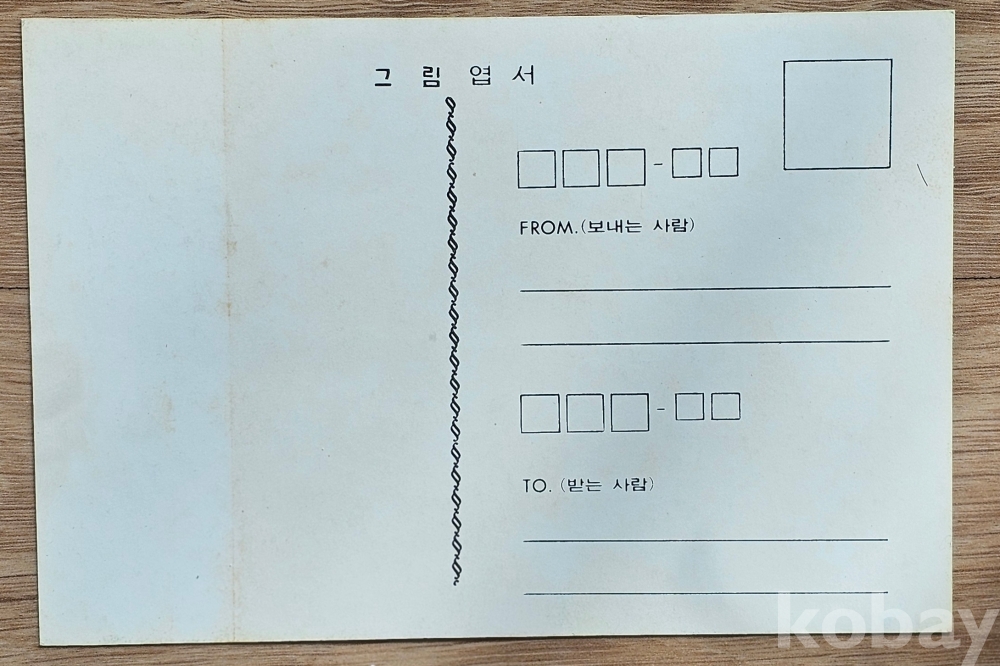 그 림 엽 서
-
FROM.(보내는 사람)
-
TO. (받는 사람)
kobay